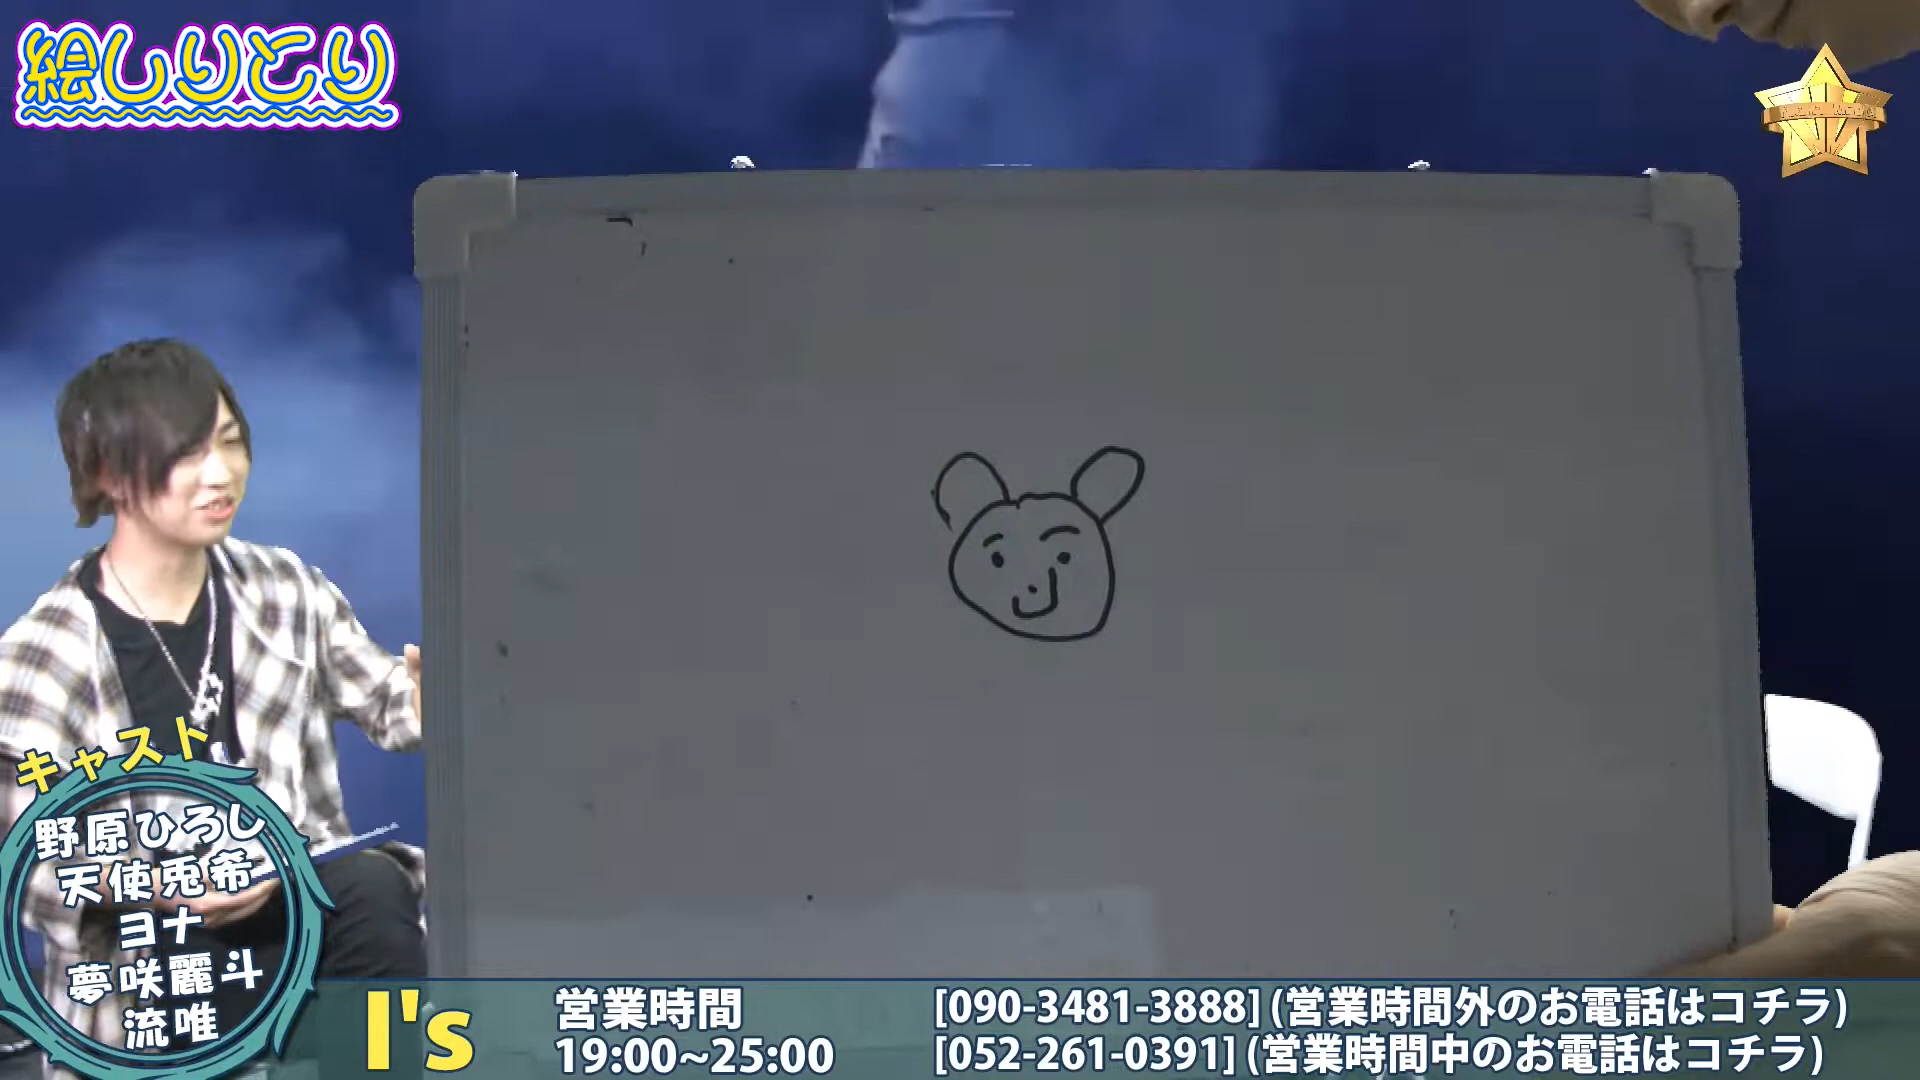 絵しりとり
キャスト
野原ひろし
天使兎希
ヨナ
夢咲麗斗
流唯
I's
営業時間
19:00~25:00
[090-3481-3888] (営業時間外のお電話はコチラ)
[052-261-0391] (営業時間中のお電話はコチラ)